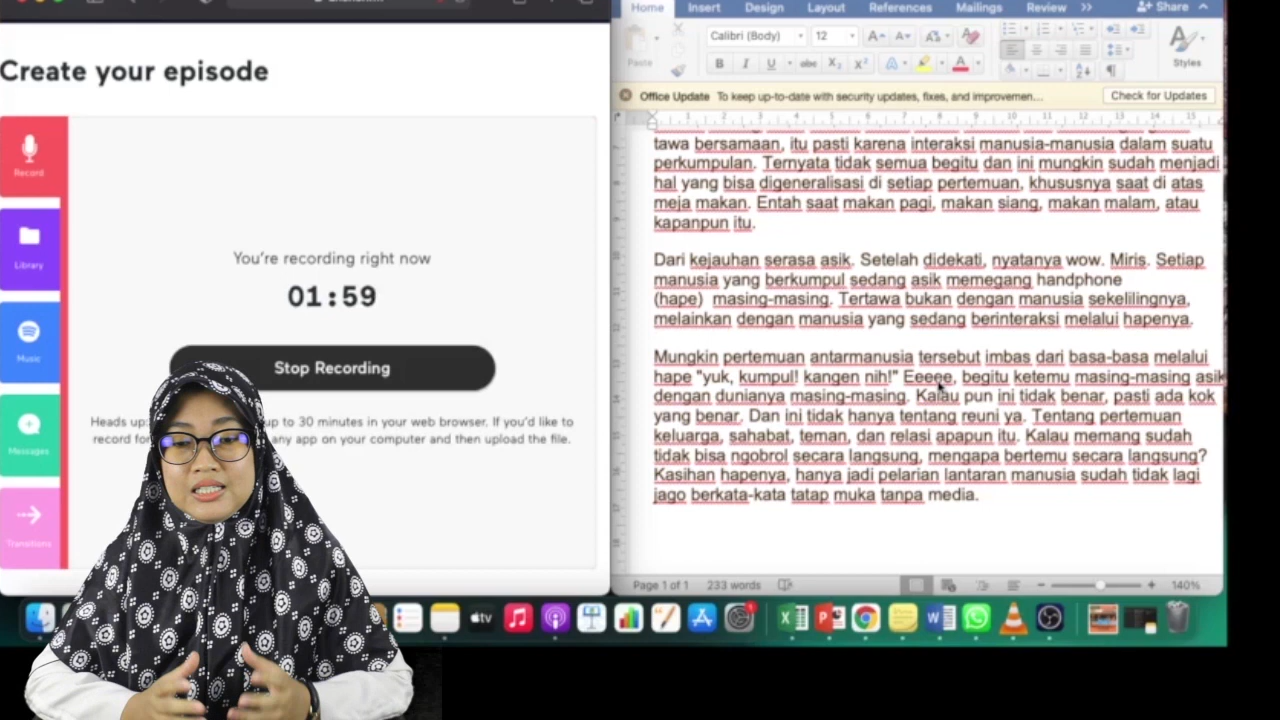 Create your episode
Record
Library
Music
Messages
Transitions
You're recording right now
01:59
Stop Recording
Heads up: up to 30 minutes in your web browser. If you'd like
record for any app on your computer and then upload the file.
Home Insert Design Layout References Mailings Review Share
Paste
Calibri (Body) 12
Styles
Office Update To keep up-to-date with security updates, fixes, and improvemen... Check for Updates
tawa bersamaan, itu pasti karena interaksi manusia-manusia dalam suatu
perkumpulan. Ternyata tidak semua begitu dan ini mungkin sudah menjadi
hal yang bisa digeneralisasi di setiap pertemuan, khususnya saat di atas
meja makan. Entah saat makan pagi, makan siang, makan malam, atau
kapanpun itu.
Dari kejauhan serasa asik. Setelah didekati, nyatanya wow. Miris. Setiap
manusia yang berkumpul sedang asik memegang handphone
(hape) masing-masing. Tertawa bukan dengan manusia sekelilingnya,
melainkan dengan manusia yang sedang berinteraksi melalui hapenya.
Mungkin pertemuan antarmanusia tersebut imbas dari basa-basa melalui
hape "yuk, kumpul! kangen nih!" Eeeee, begitu ketemu masing-masing asik
dengan dunianya masing-masing. Kalau pun ini tidak benar, pasti ada kok
yang benar. Dan ini tidak hanya tentang reuni ya. Tentang pertemuan
keluarga, sahabat, teman, dan relasi apapun itu. Kalau memang sudah
tidak bisa ngobrol secara langsung, mengapa bertemu secara langsung?
Kasihan hapenya, hanya jadi pelarian lantaran manusia sudah tidak lagi
jago berkata-kata tatap muka tanpa media.
Page 1 of 1 233 words 140%
tv